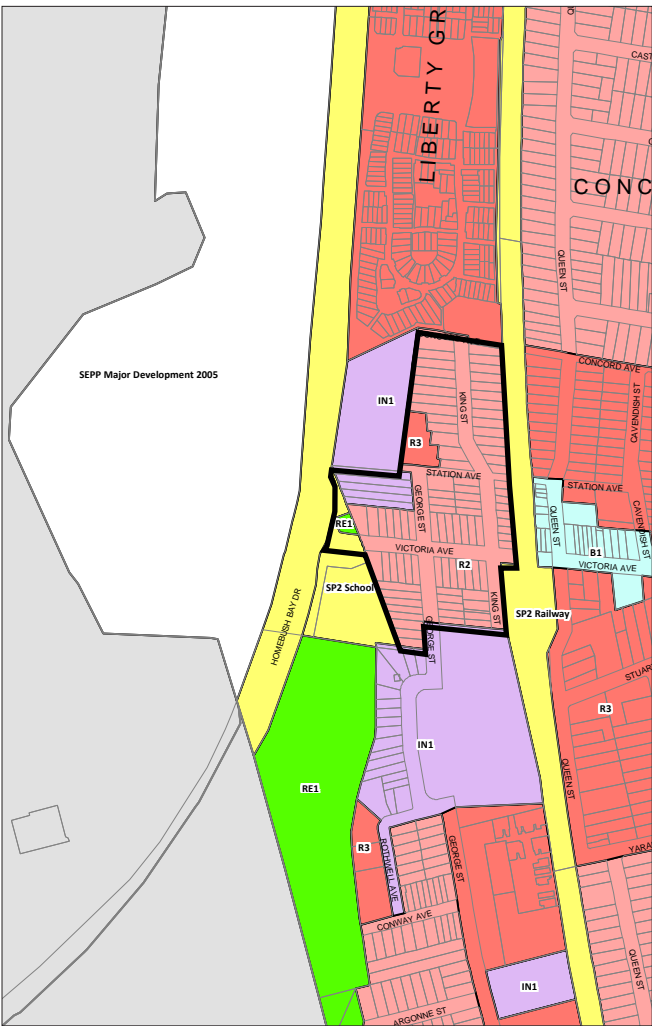 LIBERTY GR
CAST
CONC
QUEEN ST
SEPP Major Development 2005
CONCORD AVE
CAVENDISH ST
KING ST
IN1
R3
STATION AVE
STATION AVE
GEORGE ST
QUEEN ST
CAVENDISH ST
RE1
VICTORIA AVE
B1
R2
VICTORIA AVE
SP2 School
KING ST
SP2 Railway
HOMEBUSH BAY DR
GEORGE ST
STUAR
R3
IN1
QUEEN ST
RE1
R3
ROTHWELL AVE
GEORGE ST
YARA
CONWAY AVE
QUEEN ST
IN1
ARGONNE ST